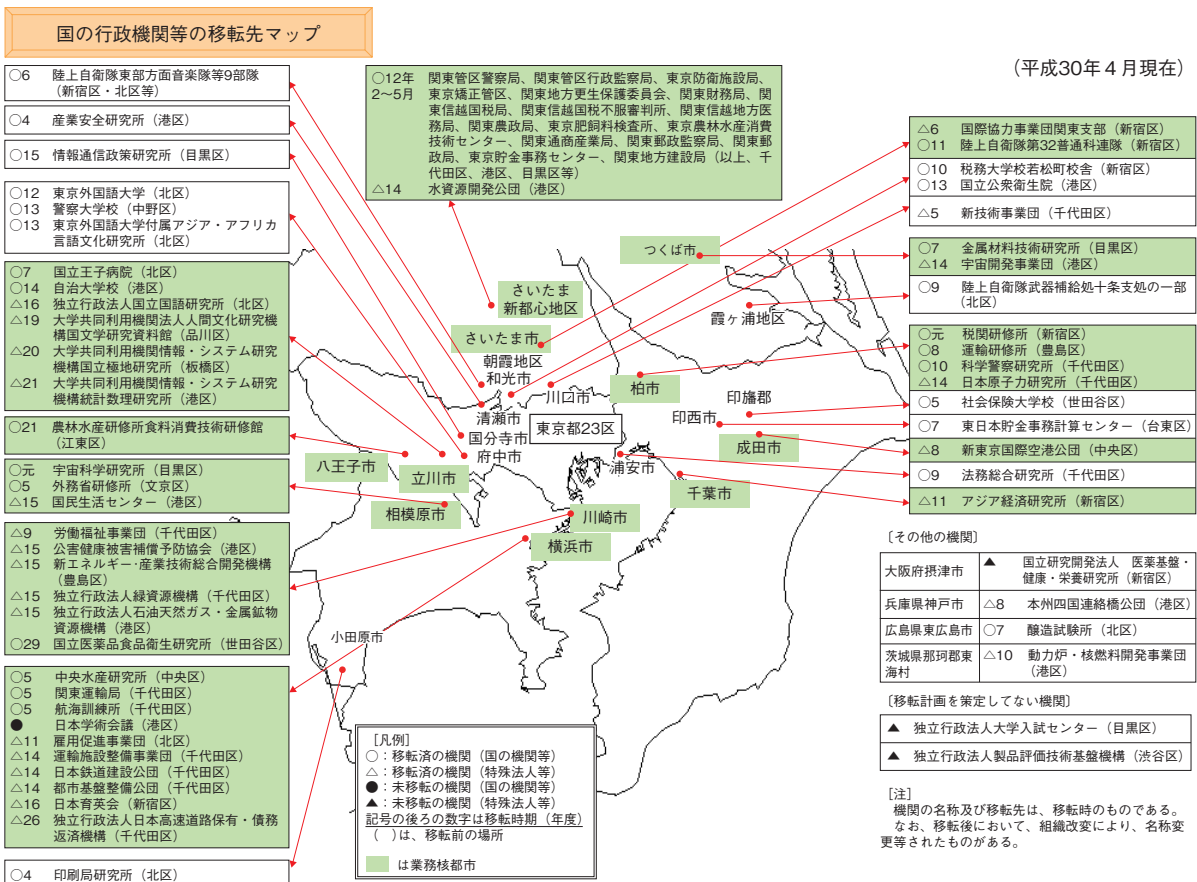 国の行政機関等の移転先マップ
(平成30年4月現在)
○6 陸上自衛隊東部方面音楽隊等9部隊
(新宿区・北区等)
○4 産業安全研究所(港区)
○15 情報通信政策研究所(目黒区)
○12 東京外国語大学(北区)
○13 警察大学校(中野区)
○13 東京外国語大学付属アジア・アフリカ
言語文化研究所(北区)
○7 国立王子病院(北区)
○14 自治大学校(港区)
△16 独立行政法人国立国語研究所(北区)
△19 大学共同利用機関法人人間文化研究機
構国文学研究資料館(品川区)
△20 大学共同利用機関情報・システム研究
機構国立極地研究所(板橋区)
△21 大学共同利用機関情報・システム研究
機構統計数理研究所(港区)
○21 農林水産研修所食料消費技術研修館
(江東区)
○元 宇宙科学研究所(目黒区)
○5 外務省研修所(文京区)
△15 国民生活センター(港区)
△9 労働福祉事業団(千代田区)
△15 公害健康被害補償予防協会(港区)
△15 新エネルギー・産業技術総合開発機構
(豊島区)
△15 独立行政法人緑資源機構(千代田区)
△15 独立行政法人石油天然ガス・金属鉱物
資源機構(港区)
○29 国立医薬品食品衛生研究所(世田谷区)
○5 中央水産研究所(中央区)
○5 関東運輸局(千代田区)
○5 航海訓練所(千代田区)
● 日本学術会議(港区)
△11 雇用促進事業団(北区)
△14 運輸施設整備事業団(千代田区)
△14 日本鉄道建設公団(千代田区)
△14 都市基盤整備公団(千代田区)
△16 日本育英会(新宿区)
△26 独立行政法人日本高速道路保有・債務
返済機構(千代田区)
○4 印刷局研究所(北区)
○12年 関東管区警察局、関東管区行政監察局、東京防衛施設局、
2〜5月 東京矯正管区、関東地方更生保護委員会、関東財務局、関
東信越国税局、関東信越国税不服審判所、関東信越地方医
務局、関東農政局、東京肥飼料検査所、東京農林水産消費
技術センター、関東通商産業局、関東郵政監察局、関東郵
政局、東京貯金事務センター、関東地方建設局(以上、千
代田区、港区、目黒区等)
△14 水資源開発公団(港区)
つくば市
さいたま
新都心地区
さいたま市
霞ヶ浦地区
朝霞地区
和光市
川口市
柏市
清瀬市
印旛郡
東京都23区
印西市
国分寺市
府中市
成田市
八王子市
立川市
浦安市
千葉市
相模原市
川崎市
横浜市
小田原市
[凡例]
○:移転済の機関(国の機関等)
△:移転済の機関(特殊法人等)
●:未移転の機関(国の機関等)
▲:未移転の機関(特殊法人等)
記号の後ろの数字は移転時期(年度)
( )は、移転前の場所
は業務核都市
△6 国際協力事業団関東支部(新宿区)
○11 陸上自衛隊第32普通科連隊(新宿区)
○10 税務大学校若松町校舎(新宿区)
○13 国立公衆衛生院(港区)
△5 新技術事業団(千代田区)
○7 金属材料技術研究所(目黒区)
△14 宇宙開発事業団(港区)
○9 陸上自衛隊武器補給処十条支処の一部
(北区)
○元 税関研修所(新宿区)
○8 運輸研修所(豊島区)
○10 科学警察研究所(千代田区)
△14 日本原子力研究所(千代田区)
○5 社会保険大学校(世田谷区)
○7 東日本貯金事務計算センター(台東区)
△8 新東京国際空港公団(中央区)
○9 法務総合研究所(千代田区)
△11 アジア経済研究所(新宿区)
[その他の機関]
大阪府摂津市 ▲ 国立研究開発法人 医薬基盤・
健康・栄養研究所(新宿区)
兵庫県神戸市 △8 本州四国連絡橋公団(港区)
広島県東広島市 ○7 醸造試験所(北区)
茨城県那珂郡東 △10 動力炉・核燃料開発事業団
海村 (港区)
[移転計画を策定してない機関]
▲ 独立行政法人大学入試センター(目黒区)
▲ 独立行政法人製品評価技術基盤機構(渋谷区)
[注]
機関の名称及び移転先は、移転時のものである。
なお、移転後において、組織改変により、名称変
更等されたものがある。